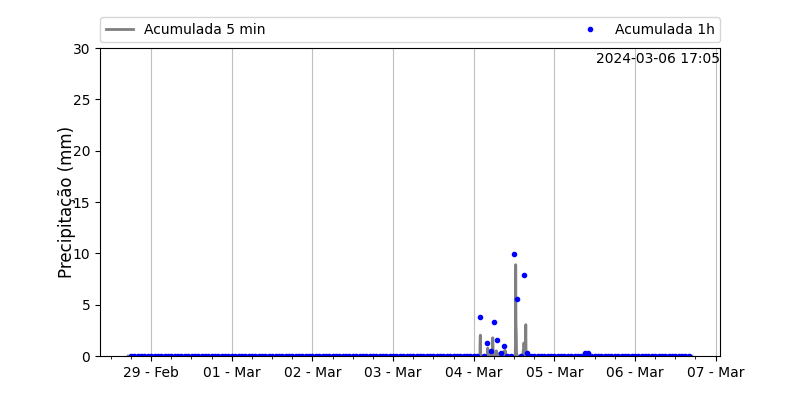 Acumulada 5 min
Acumulada 1h
2024-03-06 17:05
Precipitação (mm)
30
25
20
15
10
5
0
29 - Feb
01 - Mar
02 - Mar
03 - Mar
04 - Mar
05 - Mar
06 - Mar
07 - Mar